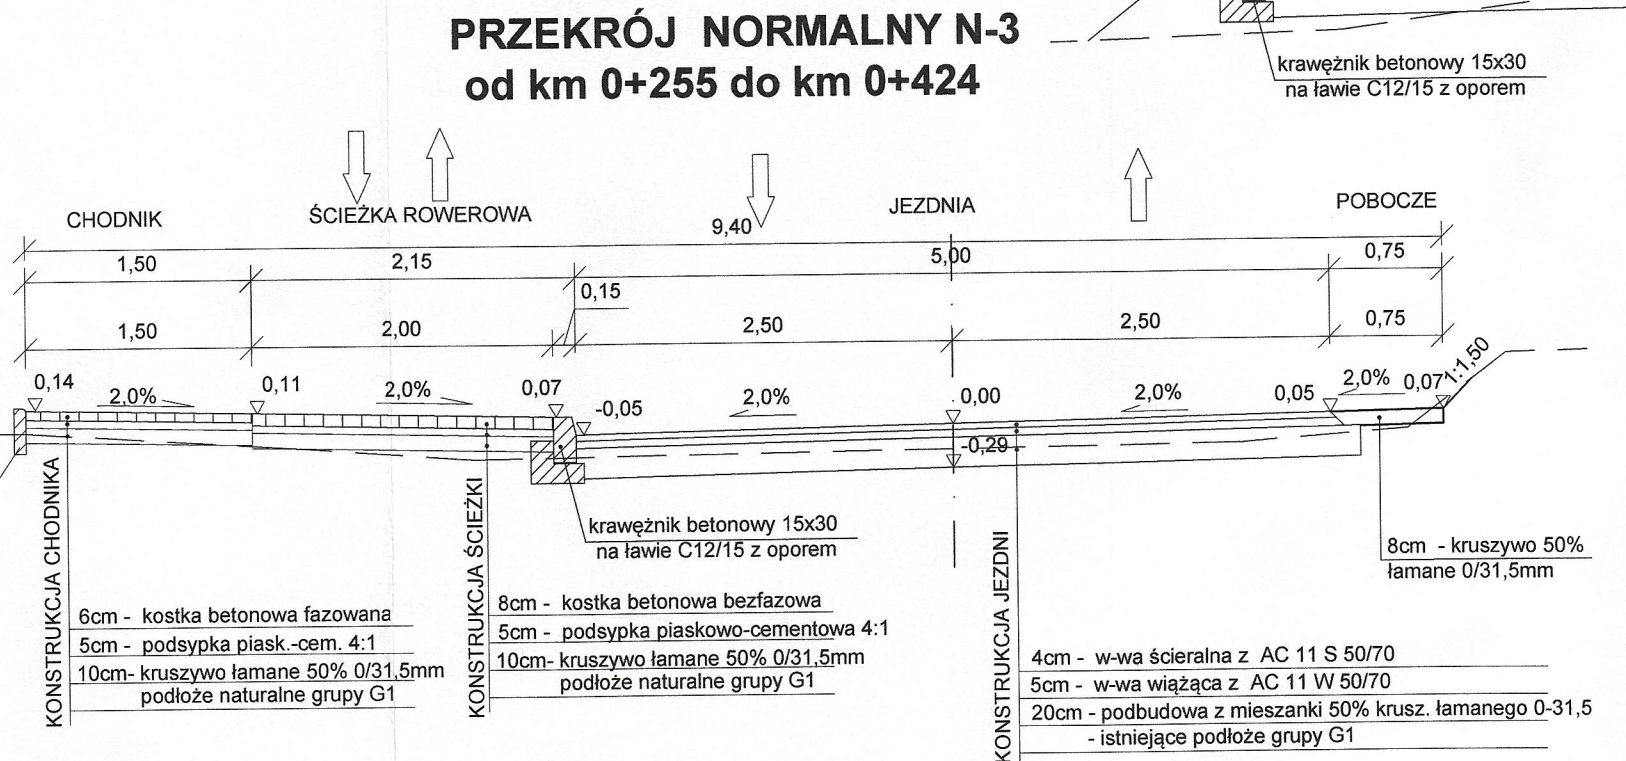 PRZEKRÓJ NORMALNY N-3
od km 0+255 do km 0+424
krawężnik betonowy 15x30
na ławie C12/15 z oporem
CHODNIK
ŚCIEŻKA ROWEROWA
JEZDNIA
POBOCZE
9,40
1,50
2,15
5,00
0,75
0,15
1,50
2,00
2,50
2,50
0,75
0,14
2,0%
0,11
2,0%
0,07
-0,05
2,0%
0,00
2,0%
0,05
2,0%
0,07
1:1,50
-0,29
krawężnik betonowy 15x30
na ławie C12/15 z oporem
8cm - kruszywo 50%
łamane 0/31,5mm
KONSTRUKCJA CHODNIKA
6cm - kostka betonowa fazowana
5cm - podsypka piask.-cem. 4:1
10cm- kruszywo łamane 50% 0/31,5mm
podłoże naturalne grupy G1
KONSTRUKCJA ŚCIEŻKI
8cm - kostka betonowa bezfazowa
5cm - podsypka piaskowo-cementowa 4:1
10cm- kruszywo łamane 50% 0/31,5mm
podłoże naturalne grupy G1
KONSTRUKCJA JEZDNI
4cm - w-wa ścieralna z AC 11 S 50/70
5cm - w-wa wiążąca z AC 11 W 50/70
20cm - podbudowa z mieszanki 50% krusz. łamanego 0-31,5
- istniejące podłoże grupy G1